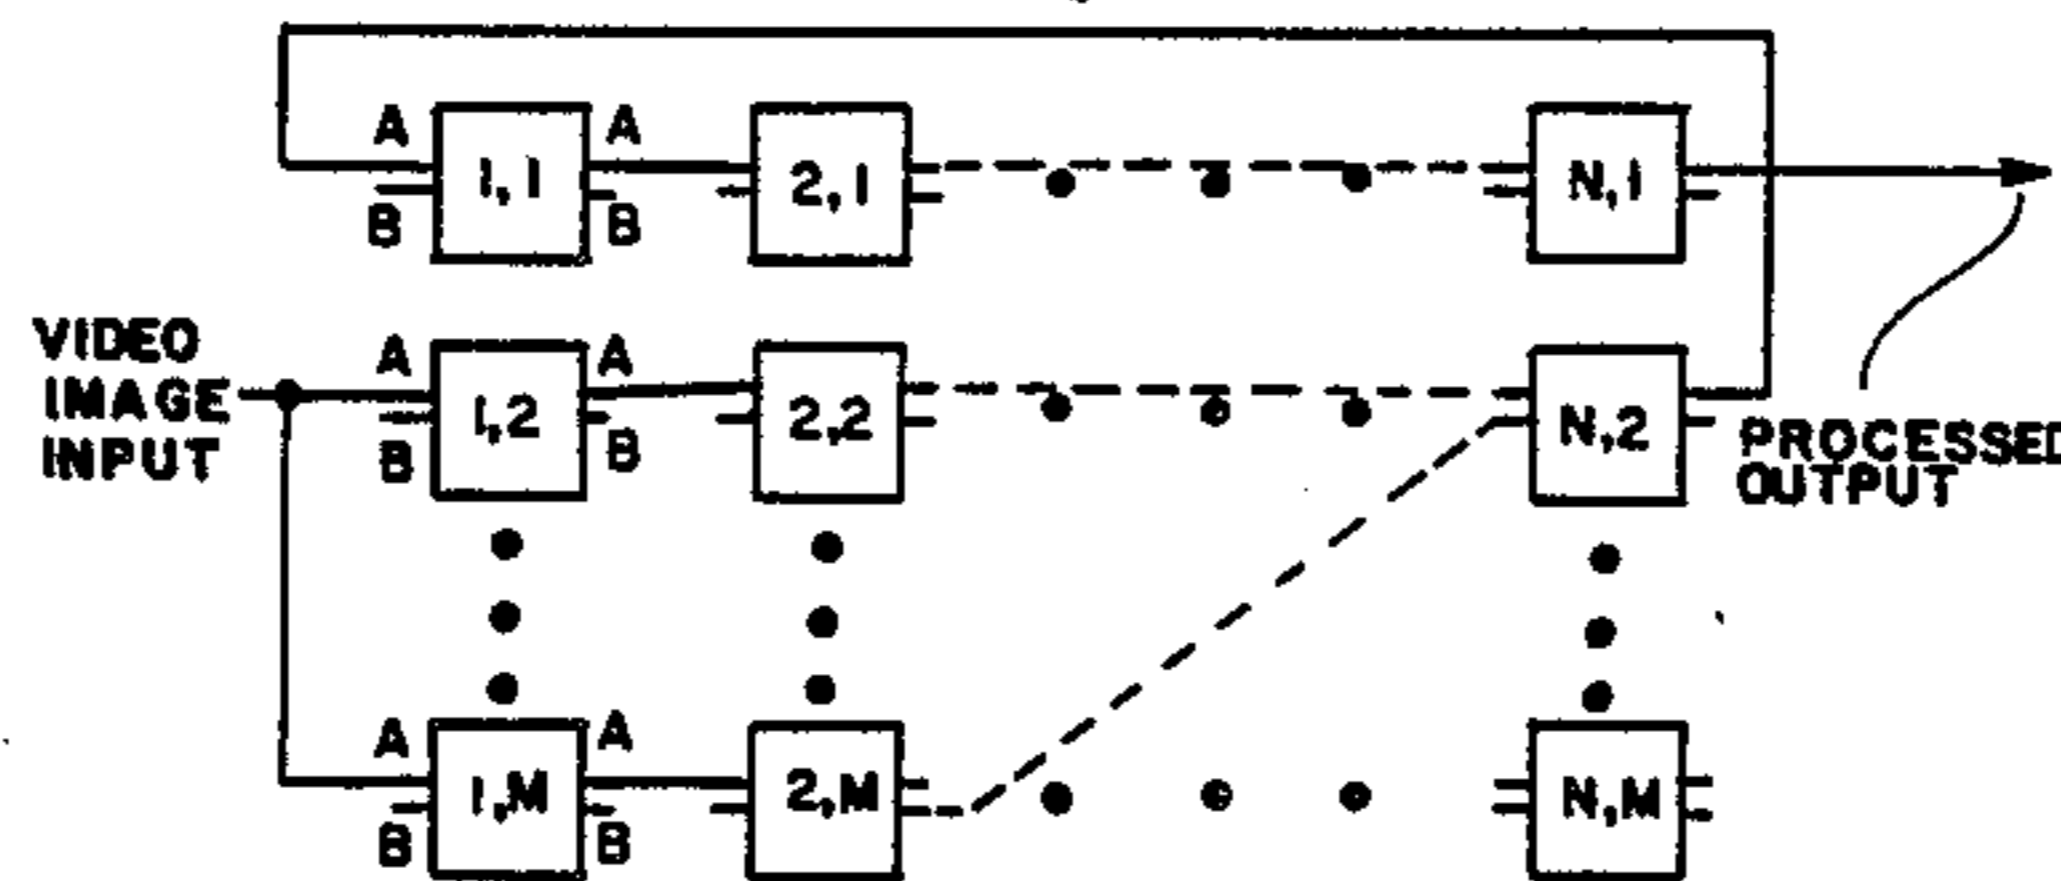 A A
1,1 2,1 N,1
B B
VIDEO
IMAGE
INPUT
A A
1,2 2,2 N,2
B B
PROCESSED
OUTPUT
A A
1,M 2,M N,M
B B